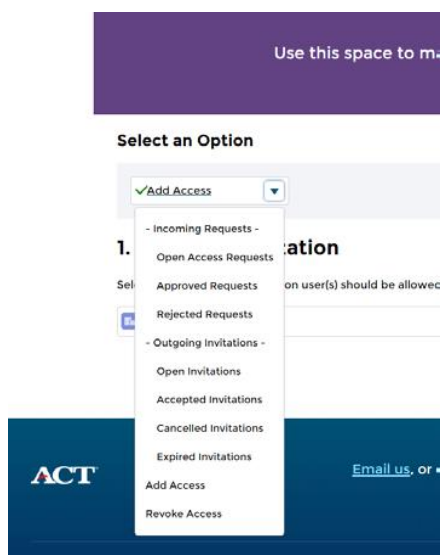 Use this space to ma
Select an Option
Add Access
- Incoming Requests -
1. ation
Open Access Requests
Sel on user(s) should be allowed
Approved Requests
Rejected Requests
- Outgoing Invitations -
Open Invitations
Accepted Invitations
Cancelled Invitations
Expired Invitations
ACT
Email us, or
Add Access
Revoke Access